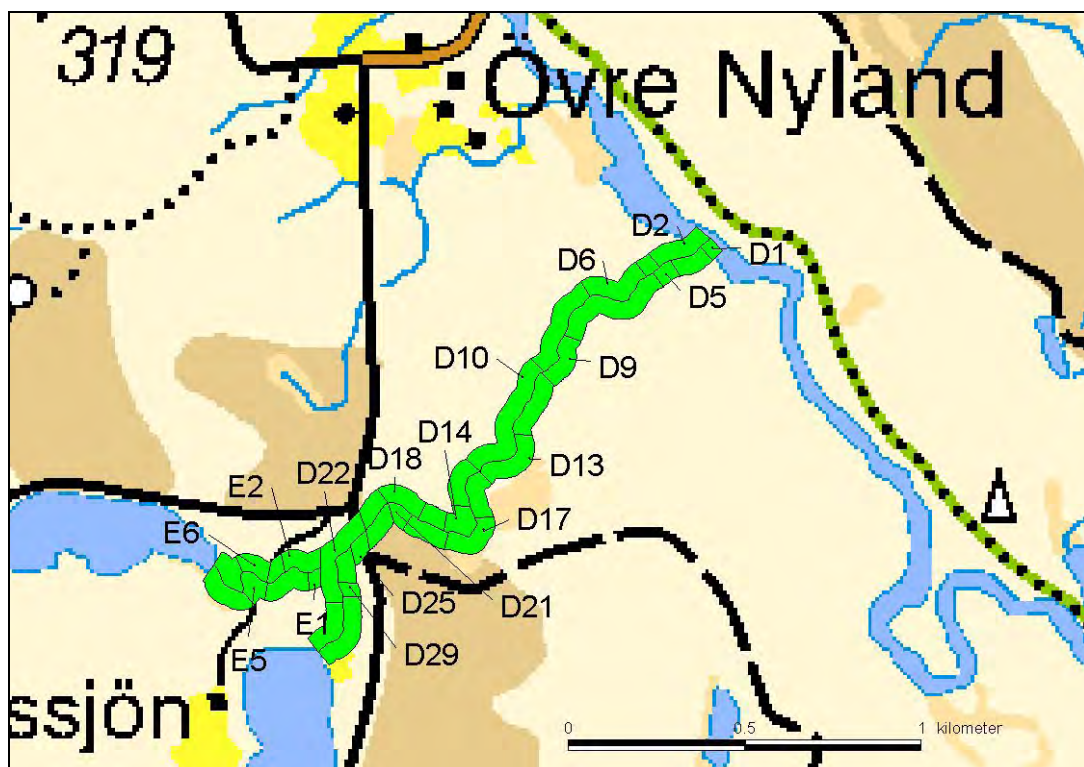 319
Övre Nyland
D2
D1
D6
D5
D10
D9
D14
D13
D18
D22
E2
D17
E6
D25
D21
E1
D29
E5
ssjön
0
0.5
1 kilometer